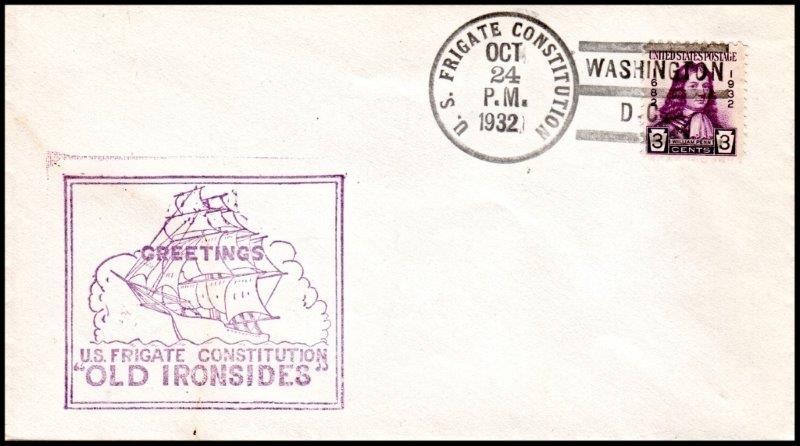 U. S. FRIGATE CONSTITUTION
OCT
24
P.M.
1932
WASHINGTON
D.C.
UNITED STATES POSTAGE
1682
1932
3 WILLIAM PENN 3
CENTS
GREETINGS
U.S. FRIGATE CONSTITUTION
"OLD IRONSIDES"